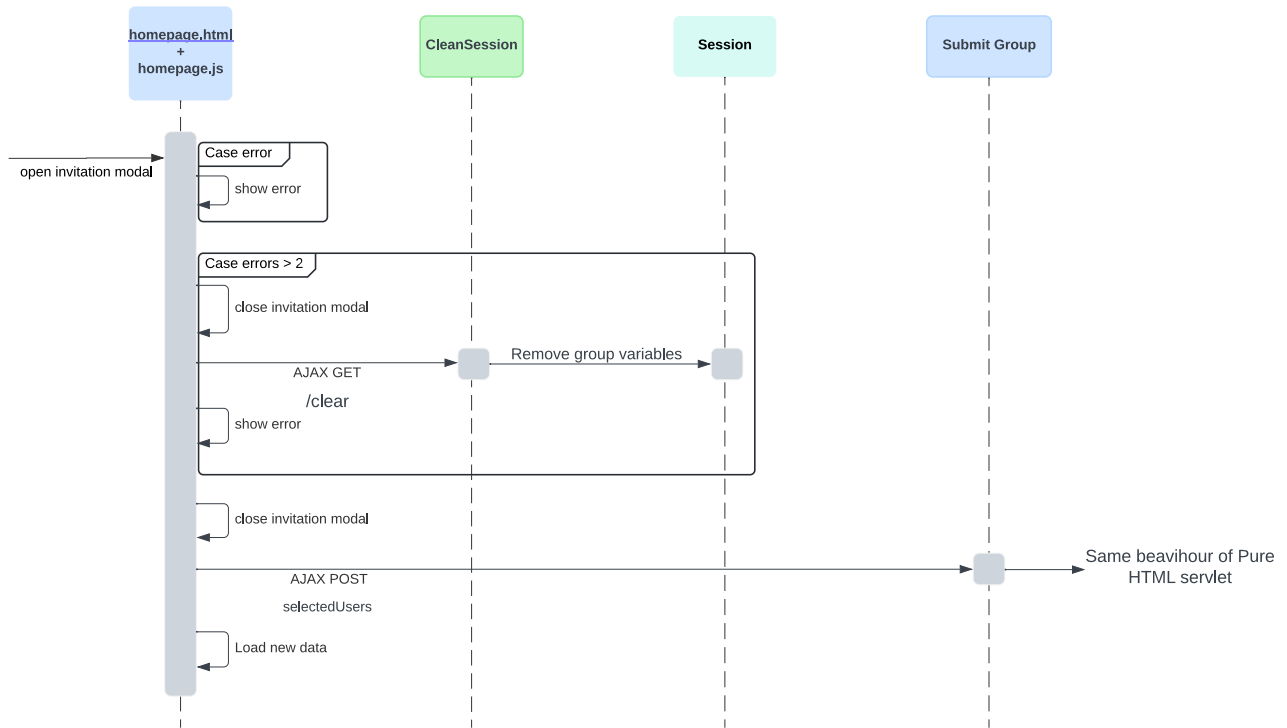 homepage.html
+
homepage.js
CleanSession
Session
Submit Group
open invitation modal
Case error
show error
Case errors > 2
close invitation modal
AJAX GET
/clear
Remove group variables
show error
close invitation modal
AJAX POST
selectedUsers
Same beavihour of Pure
HTML servlet
Load new data